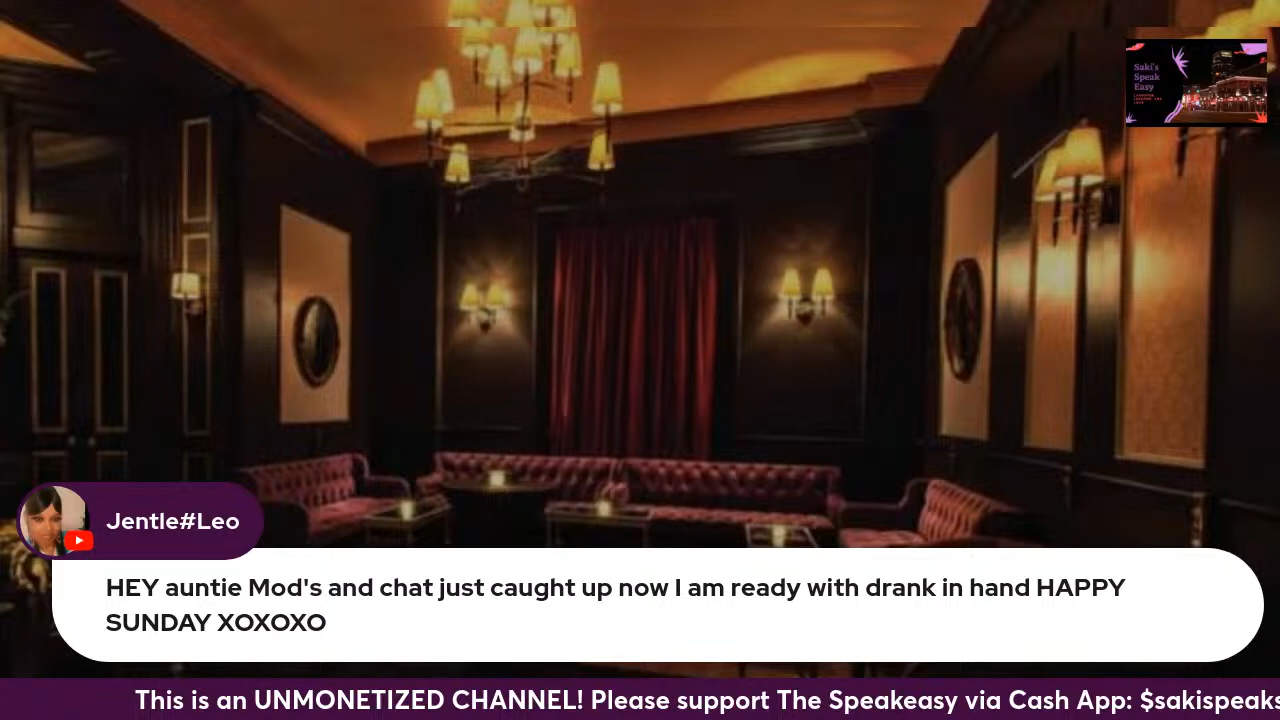 Saki's
Speak
Easy
Jentle#Leo
HEY auntie Mod's and chat just caught up now I am ready with drank in hand HAPPY
SUNDAY XOXOXO
This is an UNMONETIZED CHANNEL! Please support The Speakeasy via Cash App: $sakispeaks